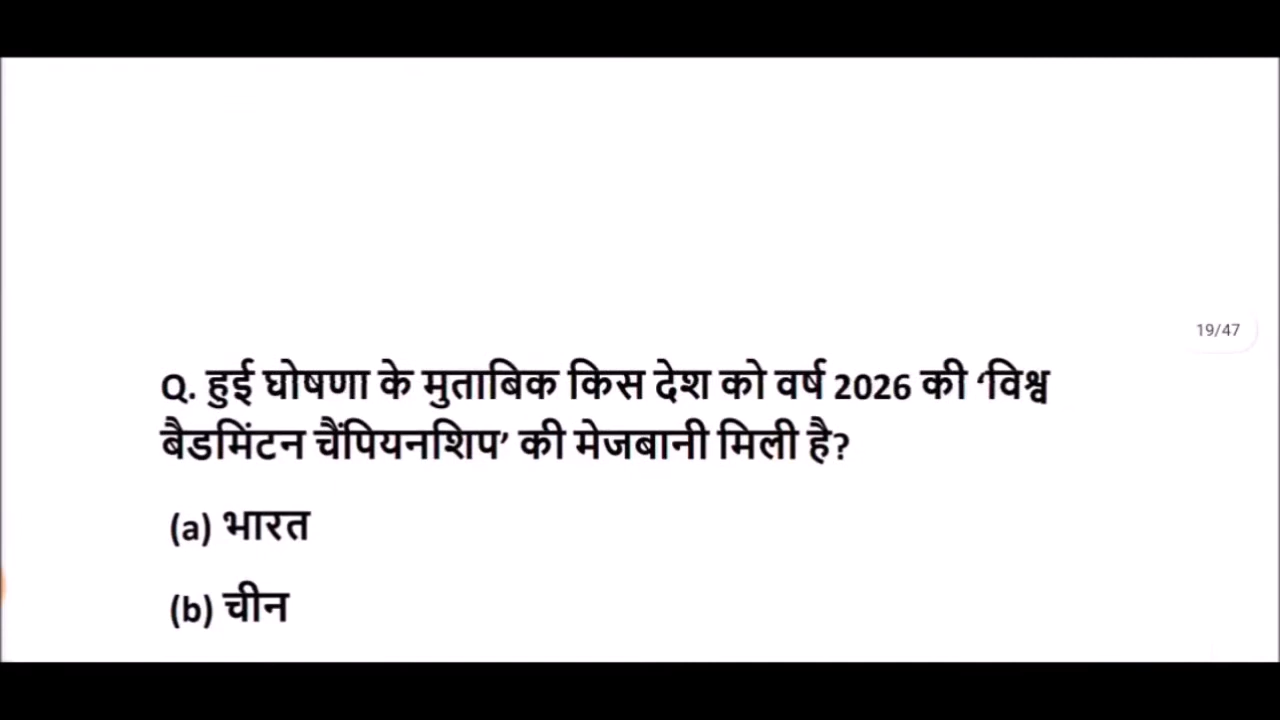 19/47
Q. हुई घोषणा के मुताबिक किस देश को वर्ष 2026 की ‘विश्व
बैडमिंटन चैंपियनशिप’ की मेजबानी मिली है?
(a) भारत
(b) चीन